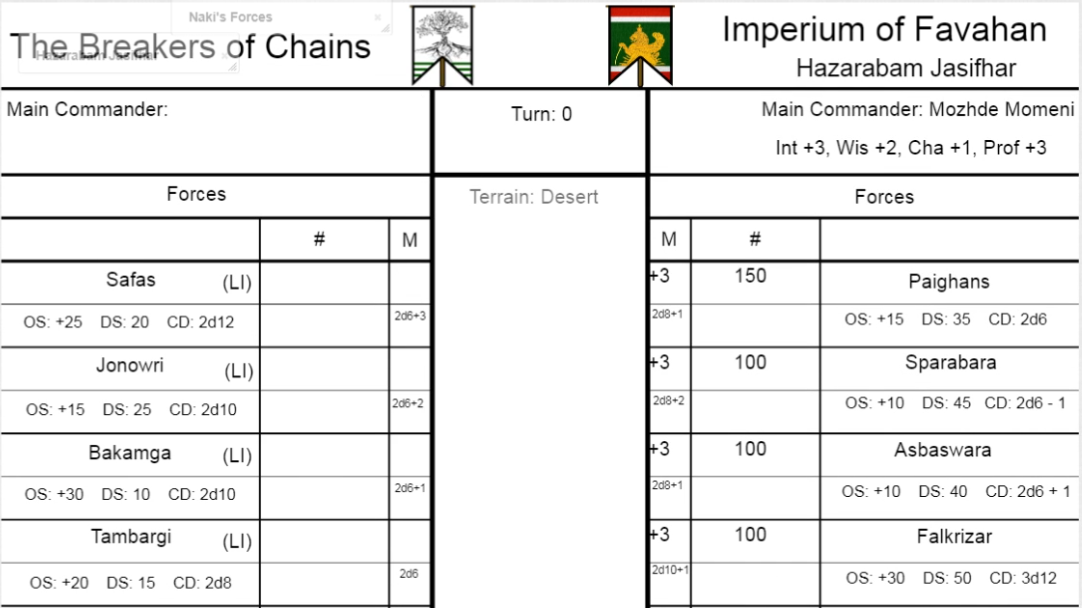 Naki's Forces
The Breakers of Chains
Hazarabam Jasifhar
Imperium of Favahan
Hazarabam Jasifhar
Main Commander:
Turn: 0
Main Commander: Mozhde Momeni
Int +3, Wis +2, Cha +1, Prof +3
Forces
Terrain: Desert
Forces
# M
M #
Safas (LI)
+3 150 Paighans
OS: +25 DS: 20 CD: 2d12 2d6+3
2d8+1 OS: +15 DS: 35 CD: 2d6
Jonowri (LI)
+3 100 Sparabara
OS: +15 DS: 25 CD: 2d10 2d6+2
2d8+2 OS: +10 DS: 45 CD: 2d6 - 1
Bakamga (LI)
+3 100 Asbaswara
OS: +30 DS: 10 CD: 2d10 2d6+1
2d8+1 OS: +10 DS: 40 CD: 2d6 + 1
Tambargi (LI)
+3 100 Falkrizar
OS: +20 DS: 15 CD: 2d8 2d6
2d10+1 OS: +30 DS: 50 CD: 3d12